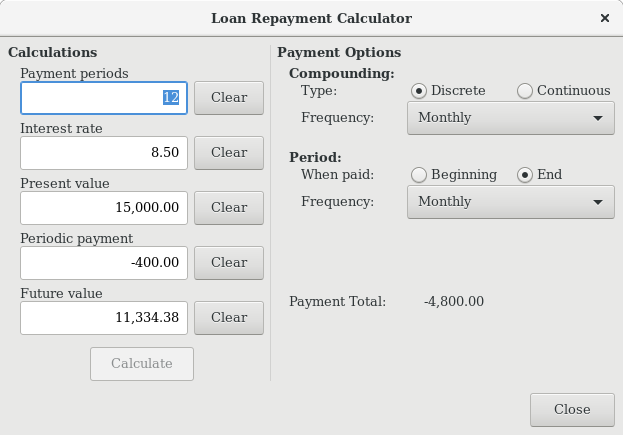 Loan Repayment Calculator
Calculations
Payment periods
12 Clear
Interest rate
8.50 Clear
Present value
15,000.00 Clear
Periodic payment
-400.00 Clear
Future value
11,334.38 Clear
Calculate
Payment Options
Compounding:
Type: Discrete Continuous
Frequency: Monthly
Period:
When paid: Beginning End
Frequency: Monthly
Payment Total: -4,800.00
Close